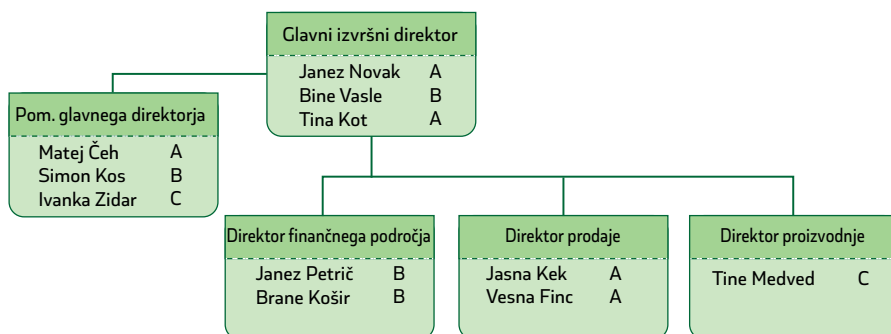 Glavni izvršni direktor
Janez Novak A
Bine Vasle B
Tina Kot A
Pom. glavnega direktorja
Matej Čeh A
Simon Kos B
Ivanka Zidar C
Direktor finančnega področja
Janez Petrič B
Brane Košir B
Direktor prodaje
Jasna Kek A
Vesna Finc A
Direktor proizvodnje
Tine Medved C